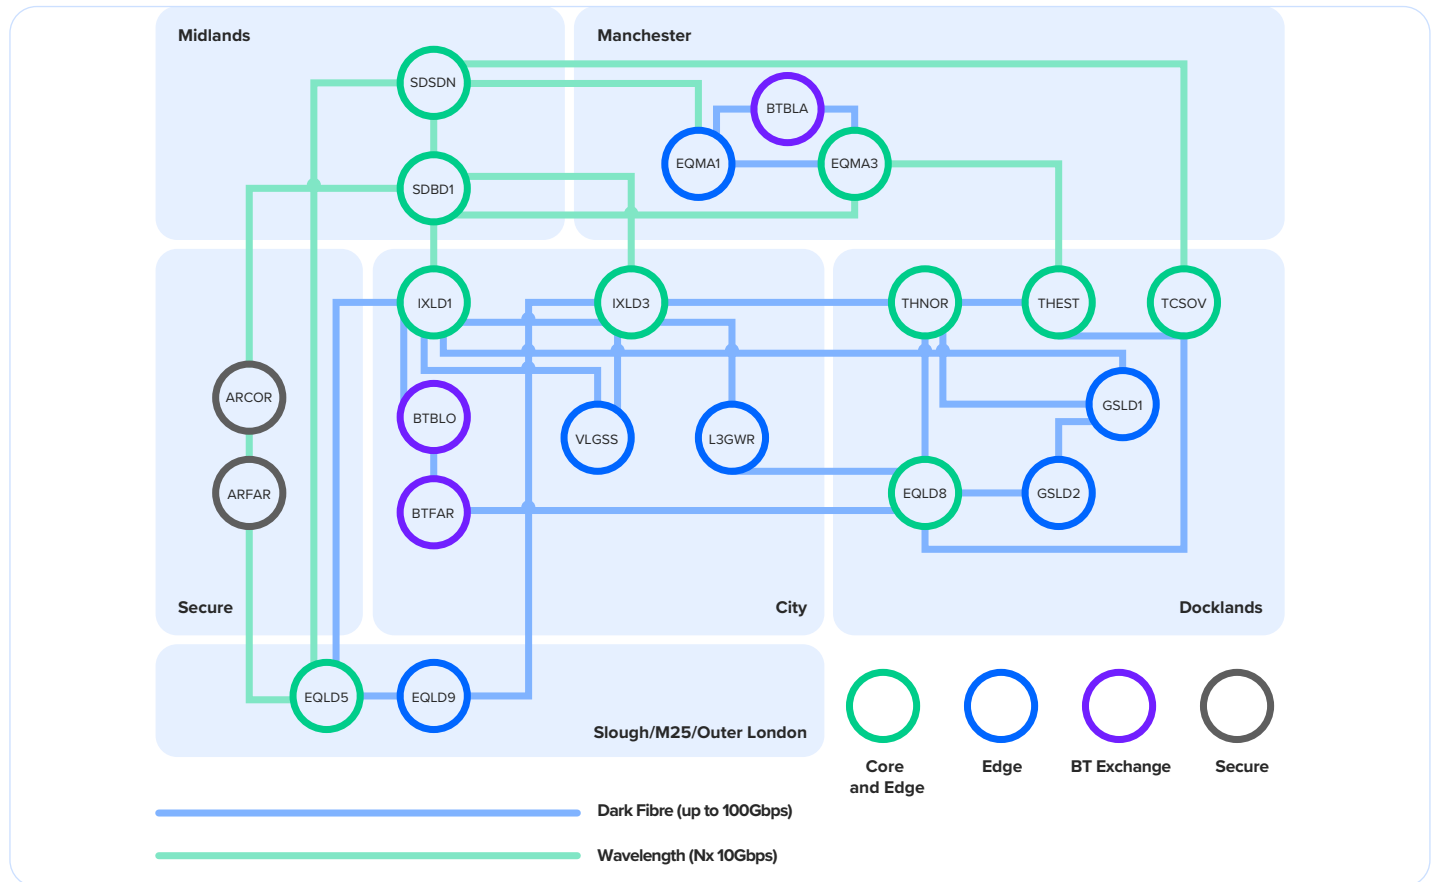 Midlands
Manchester
SDSDN
BTBLA
EQMA1
EQMA3
SDBD1
IXLD1
IXLD3
THNOR
THEST
TCSOV
ARCOR
BTBLO
VLGSS
L3GWR
GSLD1
ARFAR
BTFAR
EQLD8
GSLD2
Secure
City
Docklands
EQLD5
EQLD9
Slough/M25/Outer London
Core
and Edge
Edge
BT Exchange
Secure
Dark Fibre (up to 100Gbps)
Wavelength (Nx 10Gbps)